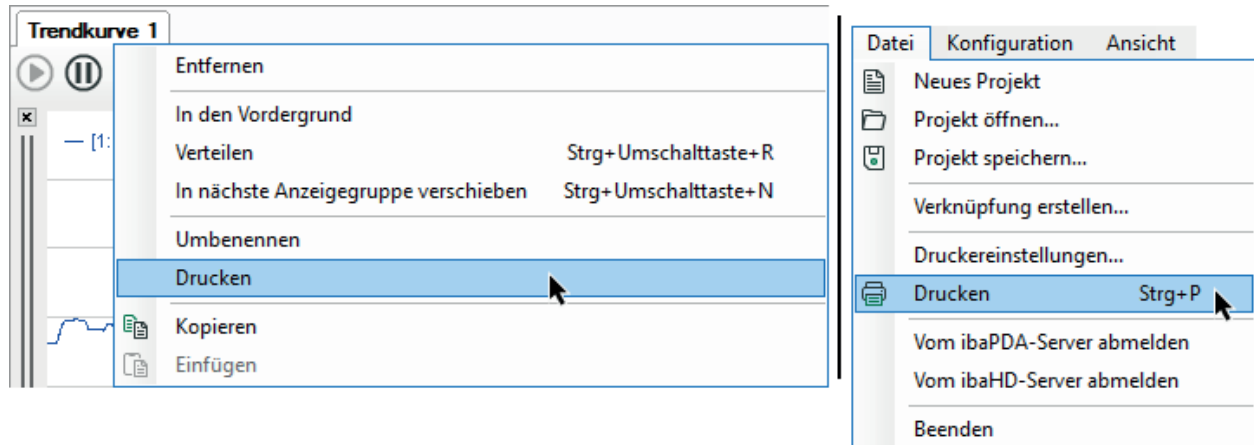 Trendkurve 1
Entfernen
— [1:
In den Vordergrund
Verteilen Strg+Umschalttaste+R
In nächste Anzeigegruppe verschieben Strg+Umschalttaste+N
Umbenennen
Drucken
Kopieren
Einfügen
Datei Konfiguration Ansicht
Neues Projekt
Projekt öffnen...
Projekt speichern...
Verknüpfung erstellen...
Druckereinstellungen...
Drucken Strg+P
Vom ibaPDA-Server abmelden
Vom ibaHD-Server abmelden
Beenden